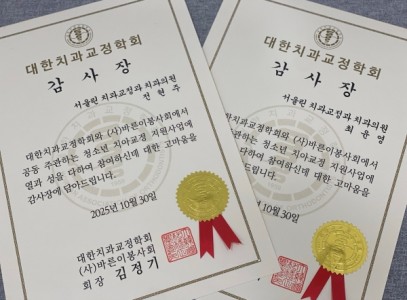 대한치과교정학회
감 사 장
서울린 치과교정과 치과의원
전 현 주
대한치과교정학회와 (사)바른이봉사회에서
공동 주관하는 청소년 치아교정 지원사업에
열과 성을 다하여 참여하신데 대한 고마움을
감사장에 담아드립니다.
2025년 10월 30일
대한치과교정학회
(사)바른이봉사회
회 장 김 정 기
대한치과교정학회
감 사 장
서울린 치과교정과 치과의원
최 윤 영
대한치과교정학회와 (사)바른이봉사회에서
관하는 청소년 치아교정 지원사업에
다하여 참여하신데 대한 고마움을
드립니다.
10월 30일